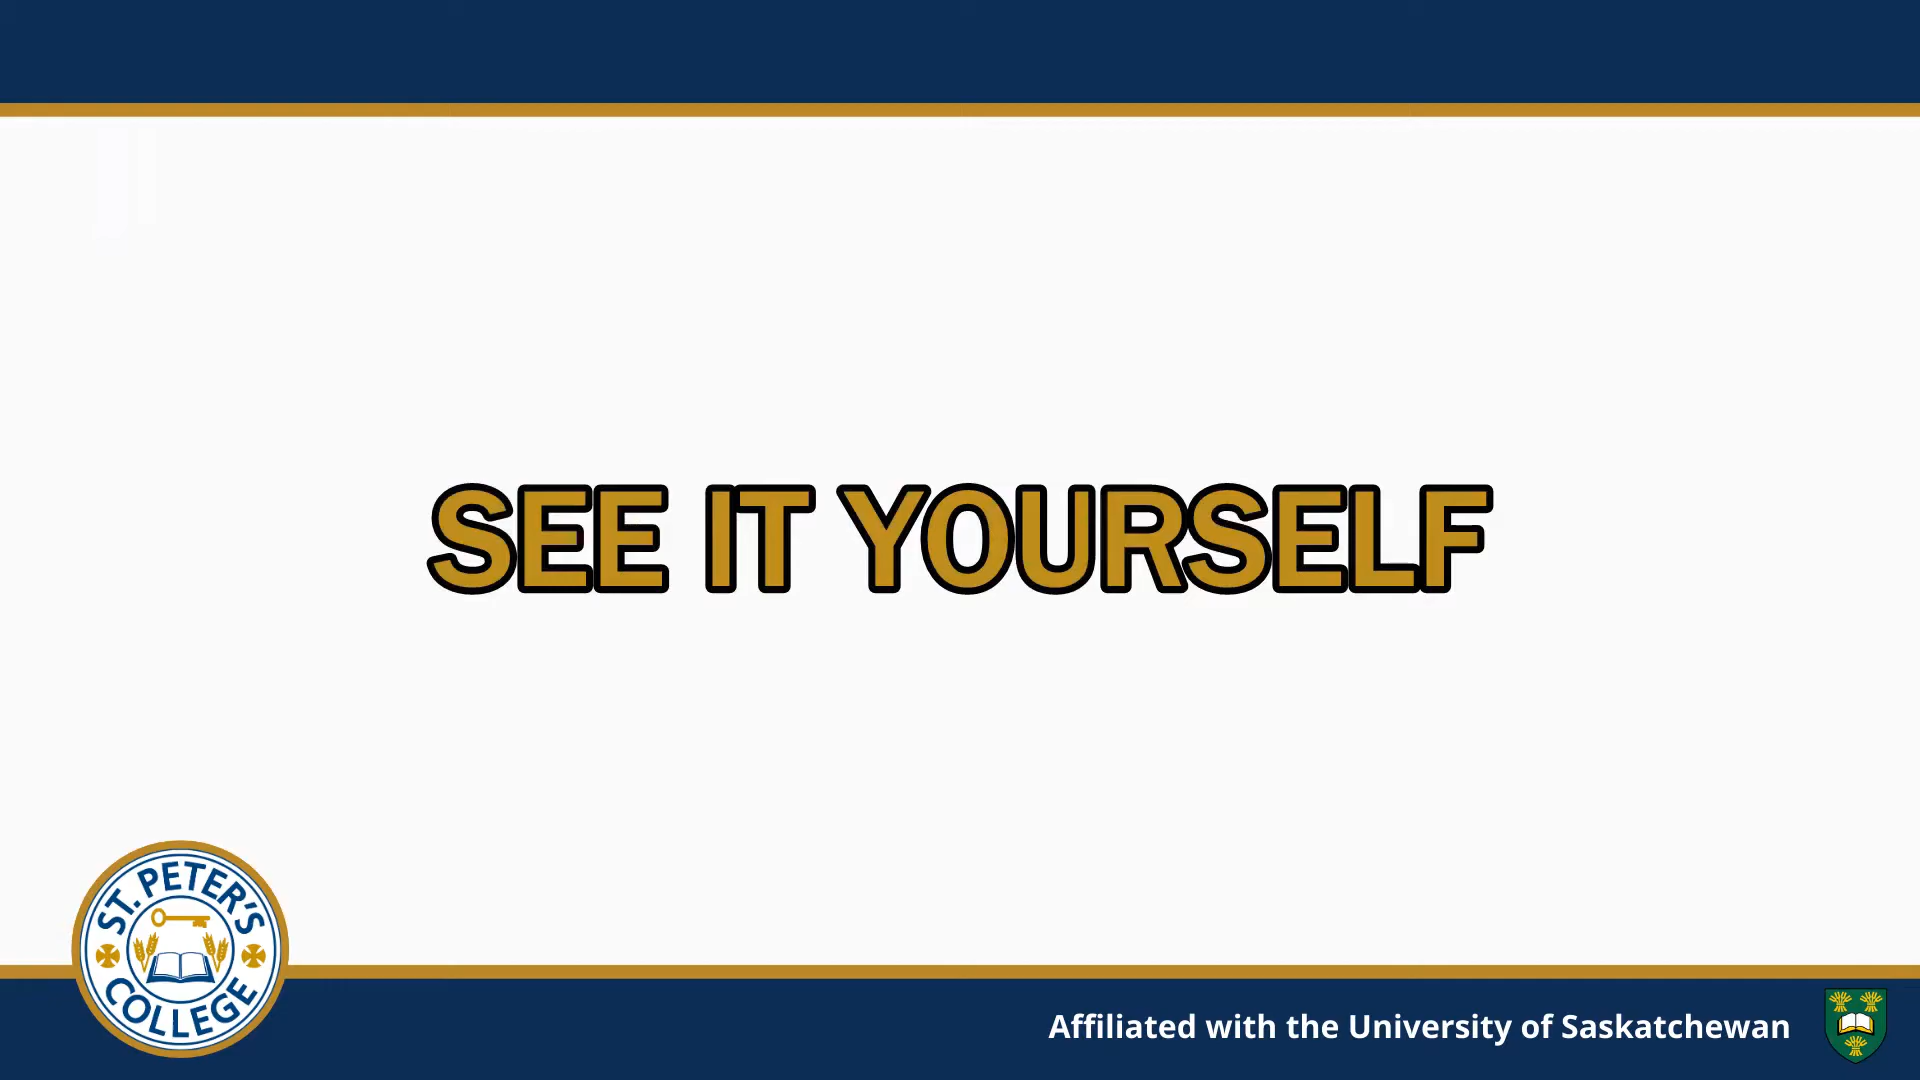 SEE IT YOURSELF
ST. PETER'S
COLLEGE
Affiliated with the University of Saskatchewan